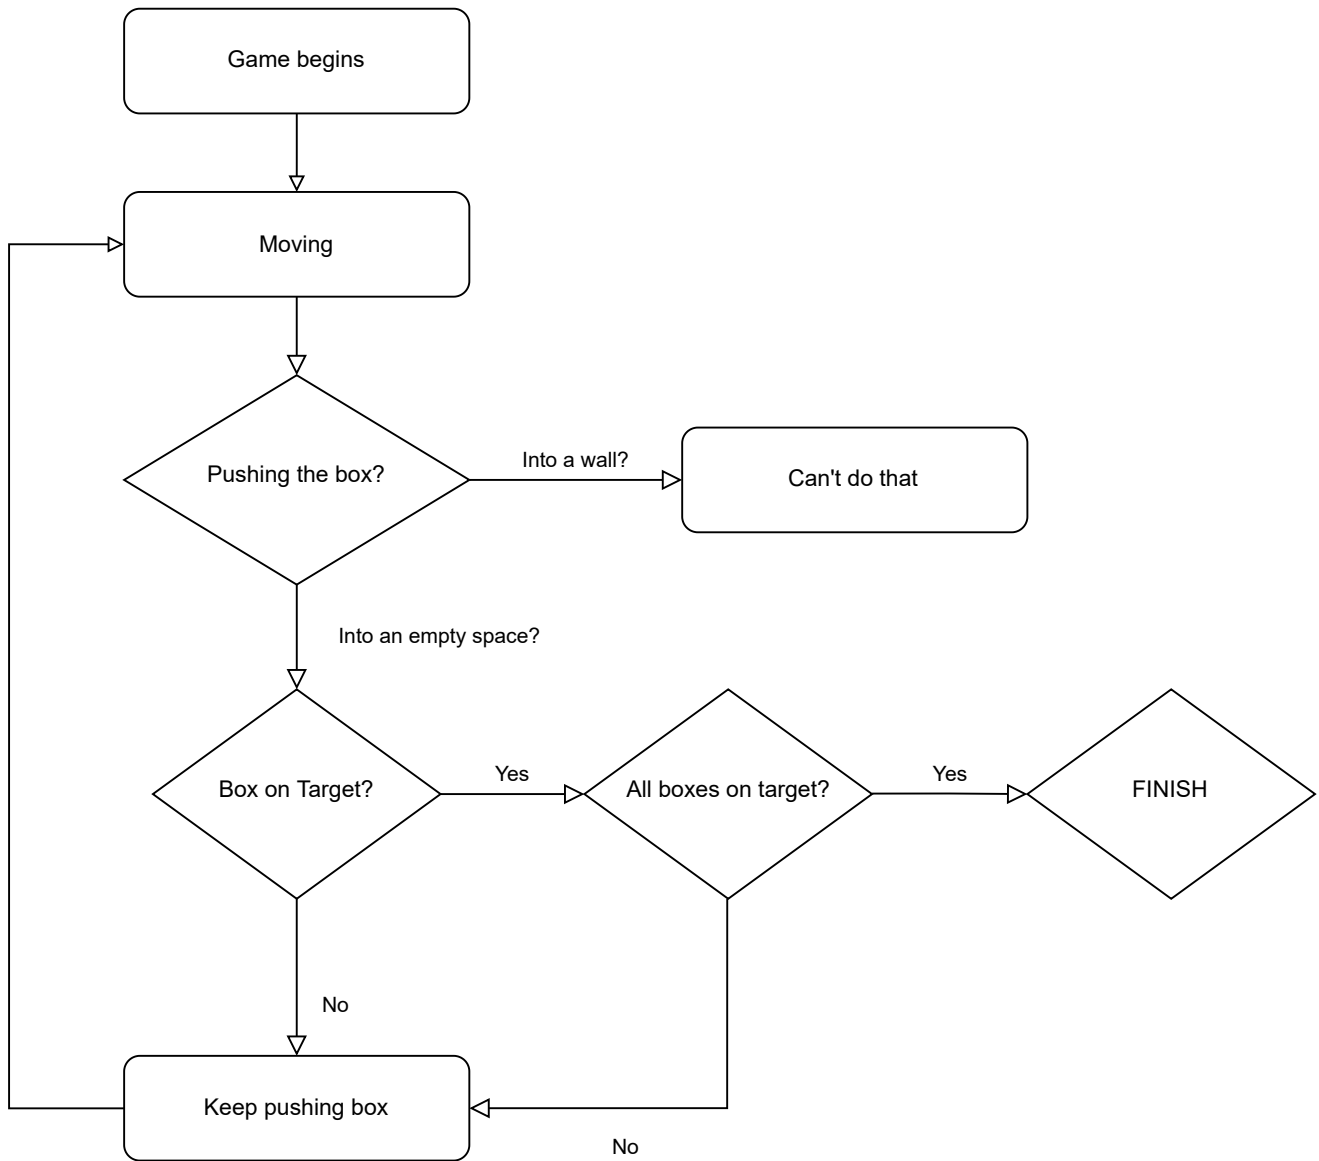 Game begins
Moving
Pushing the box?
Into a wall?
Can't do that
Into an empty space?
Box on Target?
Yes
All boxes on target?
Yes
FINISH
No
Keep pushing box
No